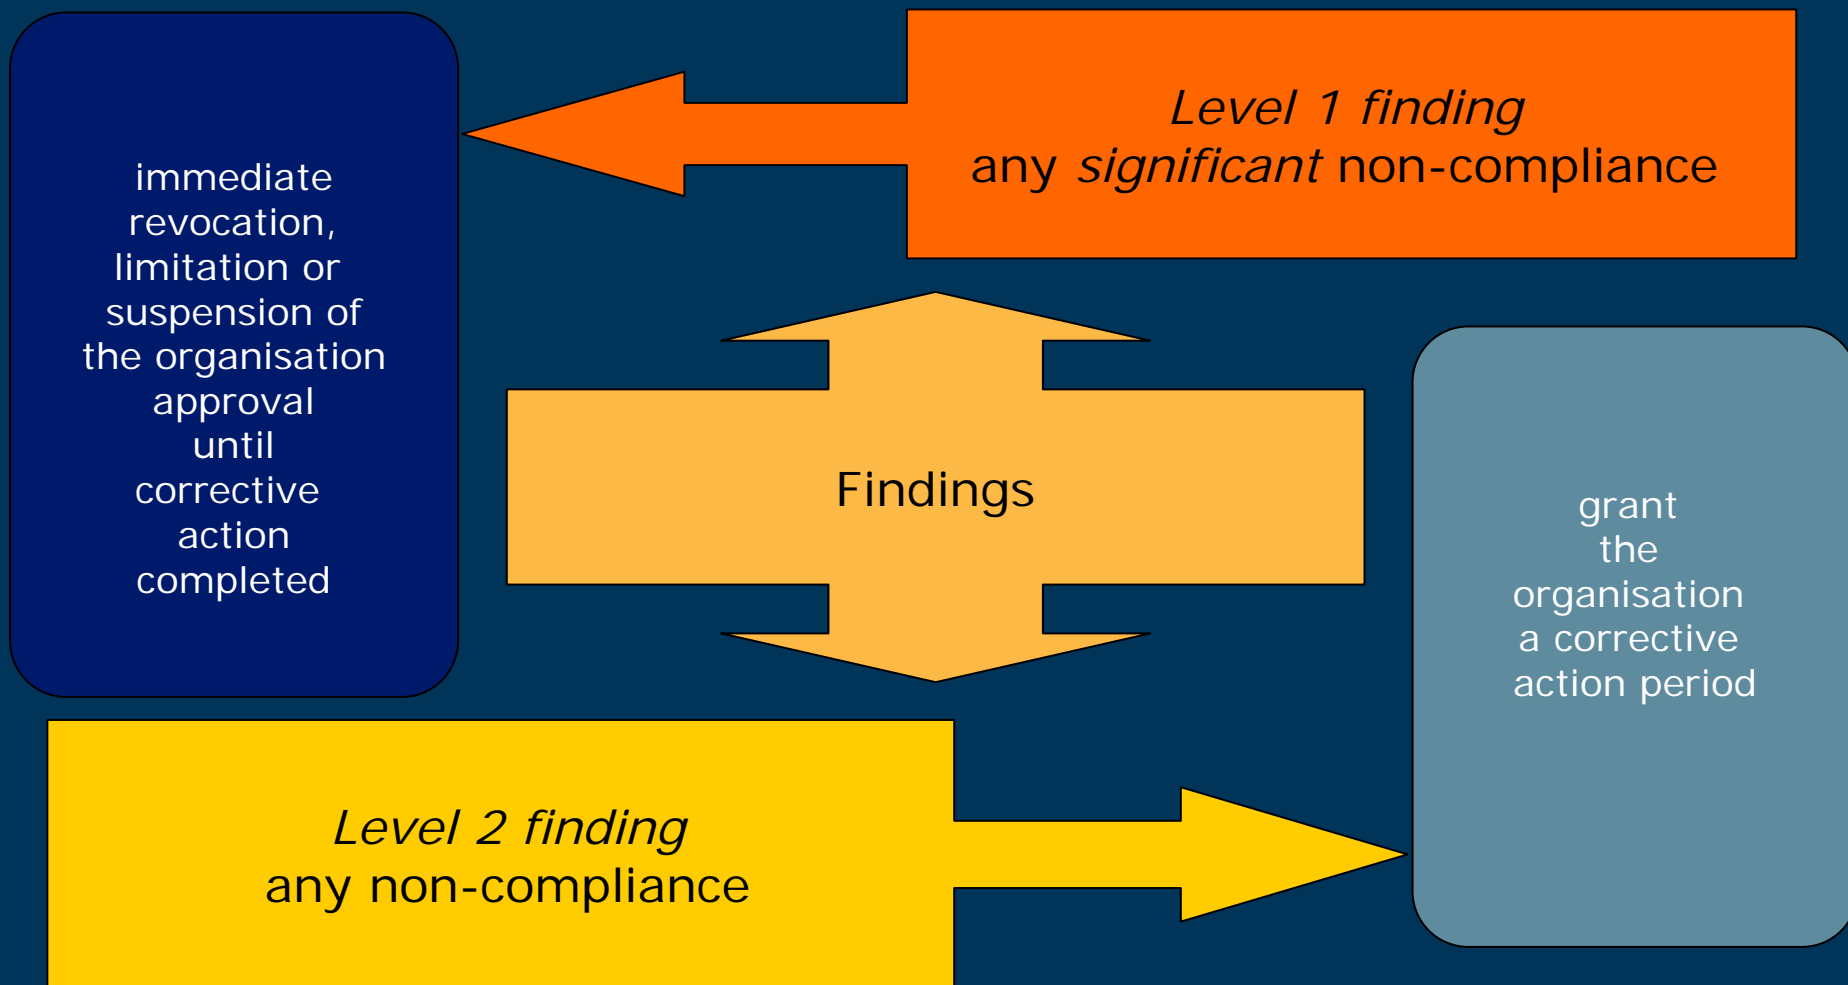 Level 1 finding
any significant non-compliance
immediate
revocation,
limitation or
suspension of
the organisation
approval
until
corrective
action
completed
Findings
grant
the
organisation
a corrective
action period
Level 2 finding
any non-compliance